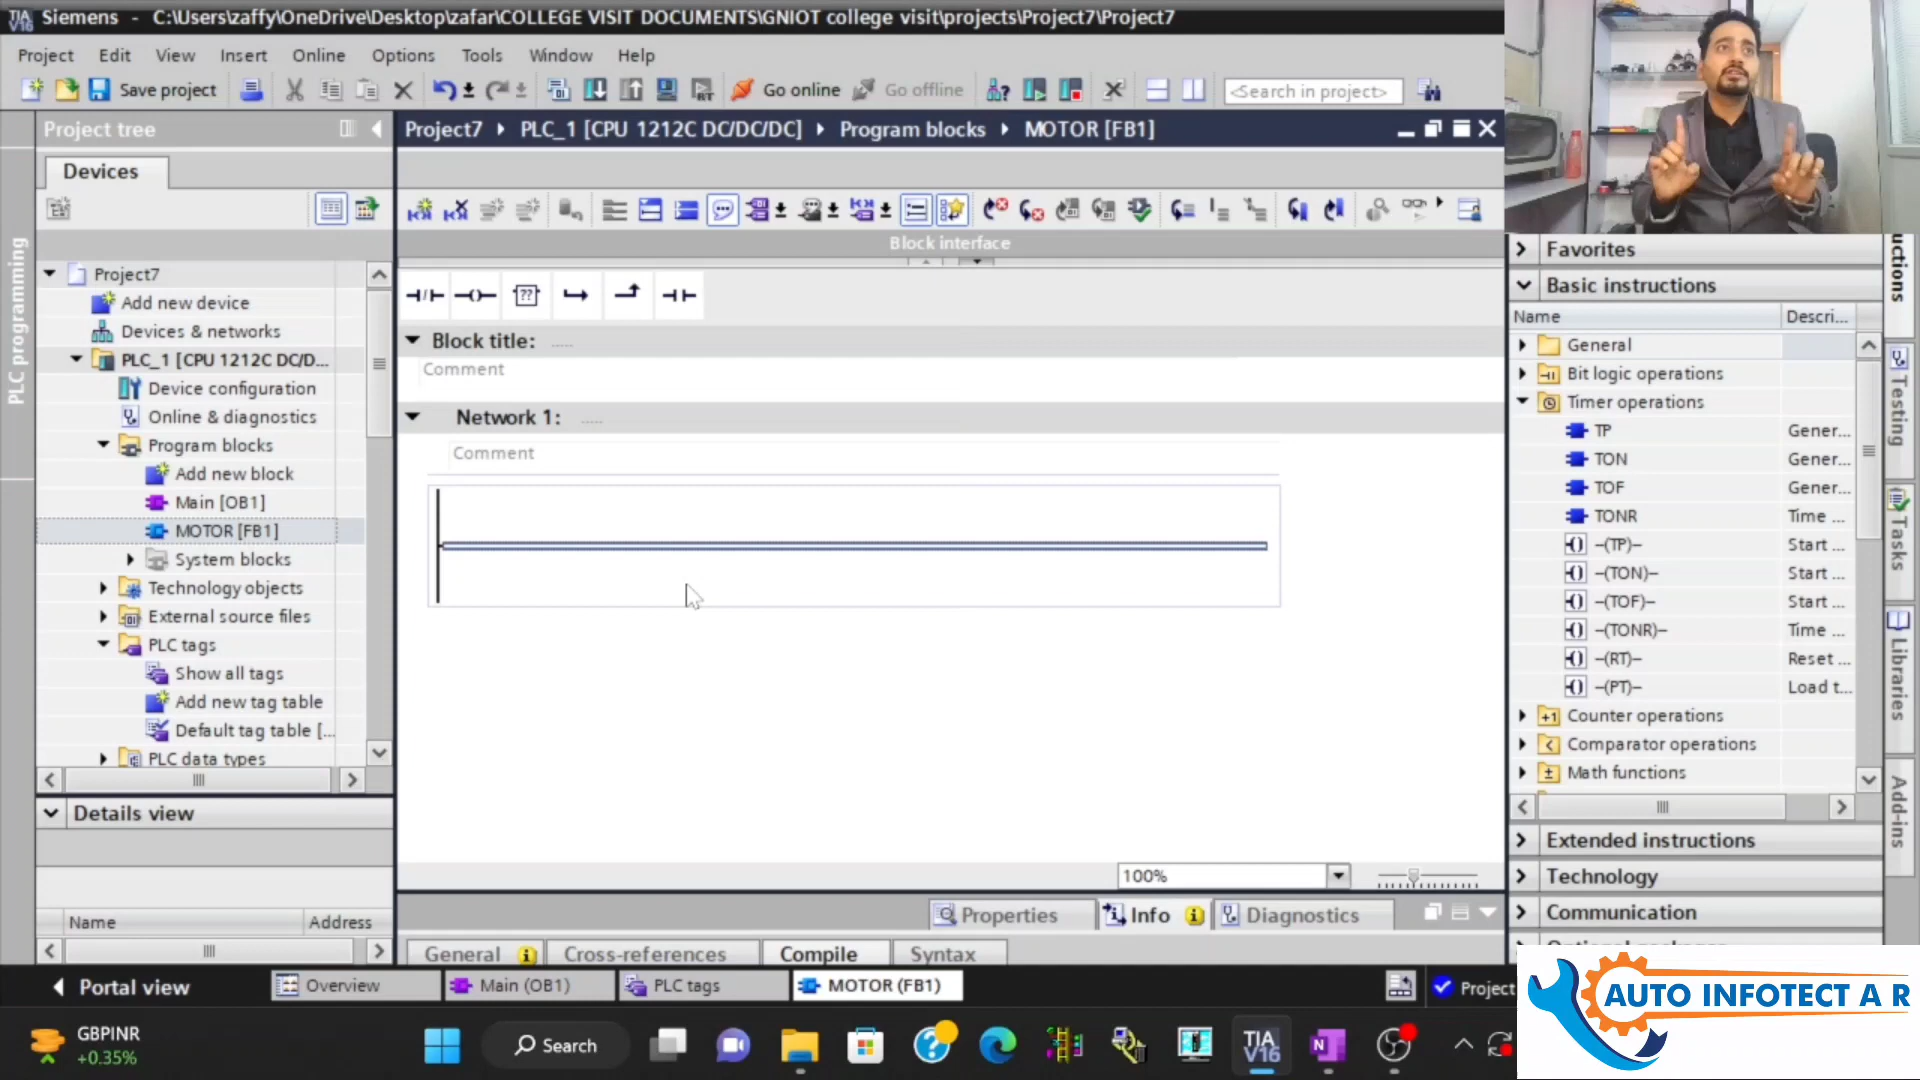 TIA V16 Siemens - C:\Users\zaffy\OneDrive\Desktop\zafar\COLLEGE VISIT DOCUMENTS\GNIOT college visit\projects\Project7\Project7
Project Edit View Insert Online Options Tools Window Help
Save project Go online Go offline <Search in project>
Project tree
Project7 PLC_1 [CPU 1212C DC/DC/DC] Program blocks MOTOR [FB1]
Devices
Block interface
PLC programming
Project7
Add new device
Devices & networks
PLC_1 [CPU 1212C DC/D...
Device configuration
Online & diagnostics
Program blocks
Add new block
Main [OB1]
MOTOR [FB1]
System blocks
Technology objects
External source files
PLC tags
Show all tags
Add new tag table
Default tag table [...
PLC data types
Details view
Name Address
??
Block title: .....
Comment
Network 1: .....
Comment
100%
Properties Info Diagnostics
General Cross-references Compile Syntax
Favorites
Basic instructions
Name Descri...
General
Bit logic operations
Timer operations
TP Gener...
TON Gener...
TOF Gener...
TONR Time ...
–(TP)– Start ...
–(TON)– Start ...
–(TOF)– Start ...
–(TONR)– Time ...
–(RT)– Reset ...
–(PT)– Load t...
Counter operations
Comparator operations
Math functions
Extended instructions
Technology
Communication
uctions
Testing
Tasks
Libraries
Add-ins
Portal view Overview Main (OB1) PLC tags MOTOR (FB1) Project
AUTO INFOTECT A R
GBPINR
+0.35%
Search
TIA V16